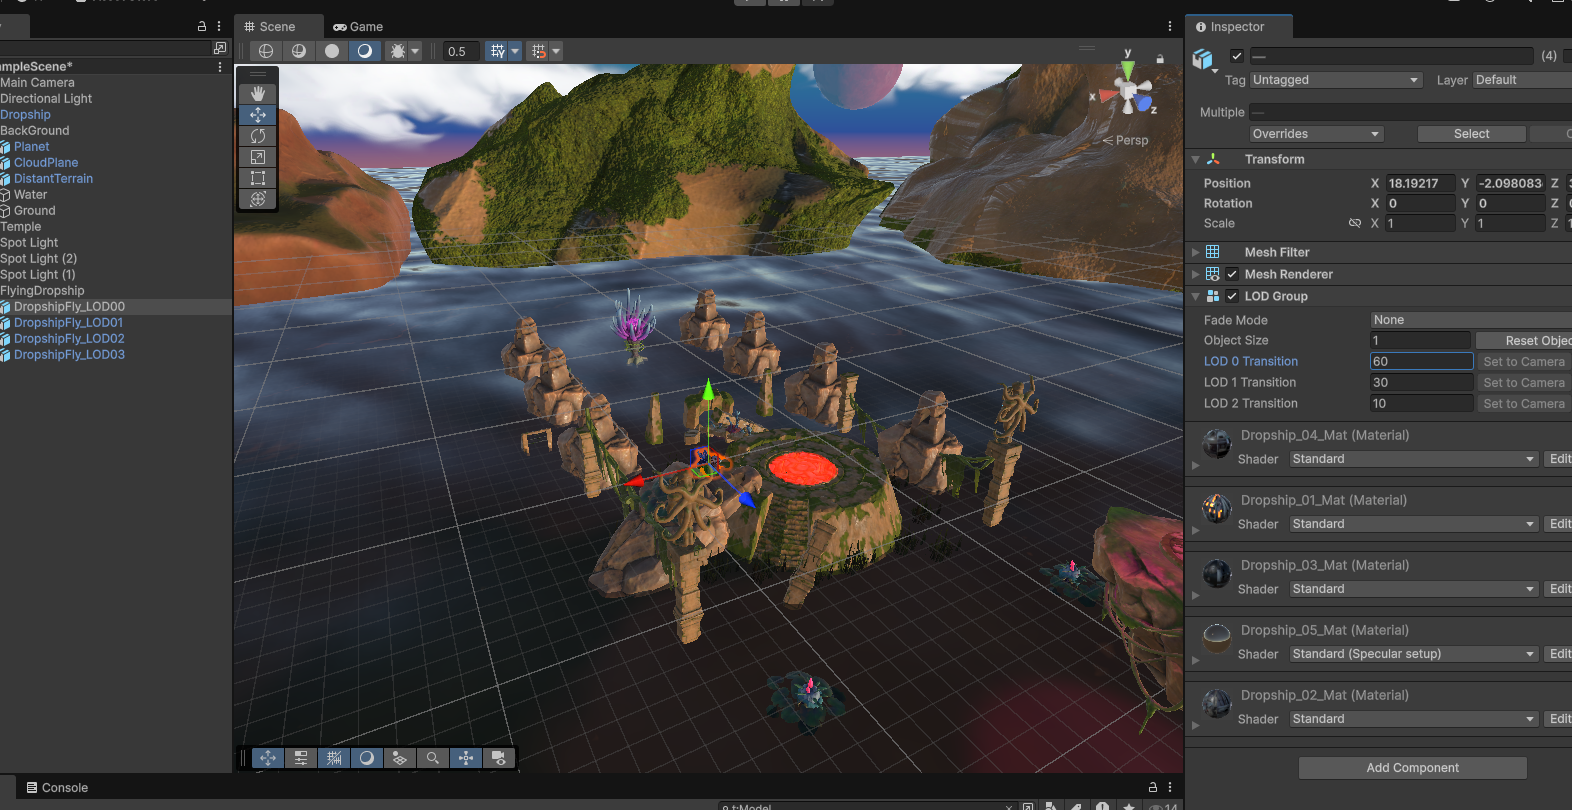 Scene
Game
Inspector
0.5
(4)
Tag Untagged Layer Default
Multiple
Overrides Select
Transform
Position X 18.19217 Y -2.098083 Z
Rotation X 0 Y 0 Z
Scale X 1 Y 1 Z
Mesh Filter
Mesh Renderer
LOD Group
Fade Mode None
Object Size 1 Reset Objec
LOD 0 Transition 60 Set to Camera
LOD 1 Transition 30 Set to Camera
LOD 2 Transition 10 Set to Camera
Dropship_04_Mat (Material)
Shader Standard Edit
Dropship_01_Mat (Material)
Shader Standard Edit
Dropship_03_Mat (Material)
Shader Standard Edit
Dropship_05_Mat (Material)
Shader Standard (Specular setup) Edit
Dropship_02_Mat (Material)
Shader Standard Edit
Add Component
ampleScene*
Main Camera
Directional Light
Dropship
BackGround
Planet
CloudPlane
DistantTerrain
Water
Ground
Temple
Spot Light
Spot Light (2)
Spot Light (1)
FlyingDropship
DropshipFly_LOD00
DropshipFly_LOD01
DropshipFly_LOD02
DropshipFly_LOD03
y
x
z
Persp
Console
t:Model
14